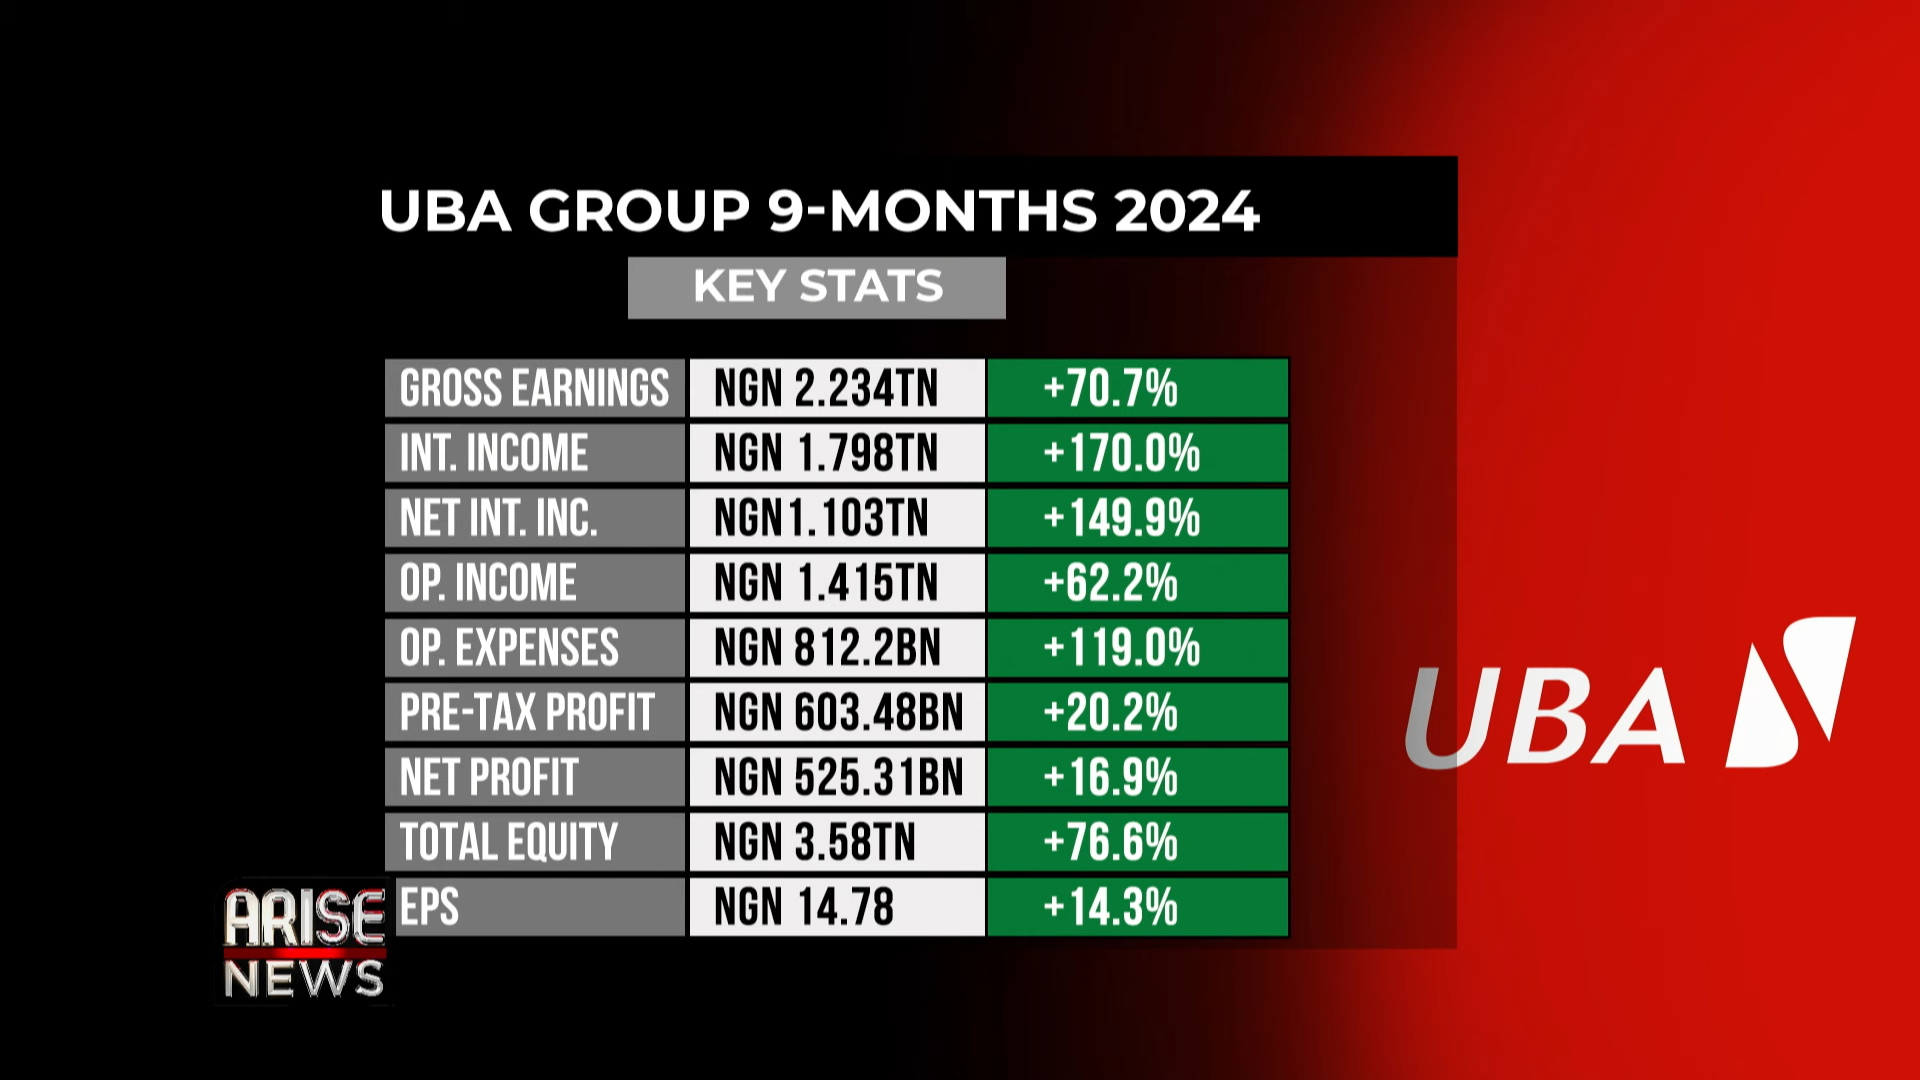 UBA GROUP 9-MONTHS 2024
KEY STATS
GROSS EARNINGS NGN 2.234TN +70.7%
INT. INCOME NGN 1.798TN +170.0%
NET INT. INC. NGN1.103TN +149.9%
OP. INCOME NGN 1.415TN +62.2%
OP. EXPENSES NGN 812.2BN +119.0%
PRE-TAX PROFIT NGN 603.48BN +20.2%
NET PROFIT NGN 525.31BN +16.9%
TOTAL EQUITY NGN 3.58TN +76.6%
EPS NGN 14.78 +14.3%
UBA
ARISE
NEWS